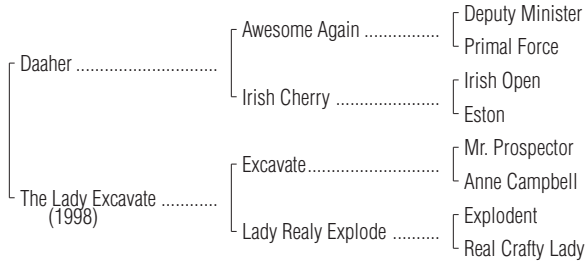 Deputy Minister
Awesome Again ................
Primal Force
Daaher ..............................
Irish Open
Irish Cherry ......................
Eston
Mr. Prospector
Excavate............................
Anne Campbell
The Lady Excavate ............
(1998)
Explodent
Lady Realy Explode ..........
Real Crafty Lady